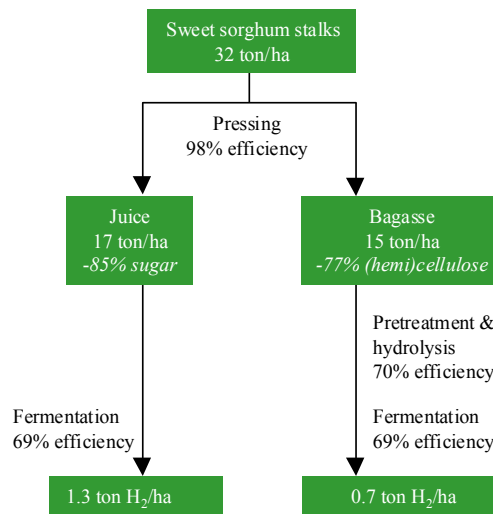 Sweet sorghum stalks
32 ton/ha
Pressing
98% efficiency
Juice
17 ton/ha
-85% sugar
Bagasse
15 ton/ha
-77% (hemi)cellulose
Pretreatment &
hydrolysis
70% efficiency
Fermentation
69% efficiency
Fermentation
69% efficiency
1.3 ton H₂/ha
0.7 ton H₂/ha